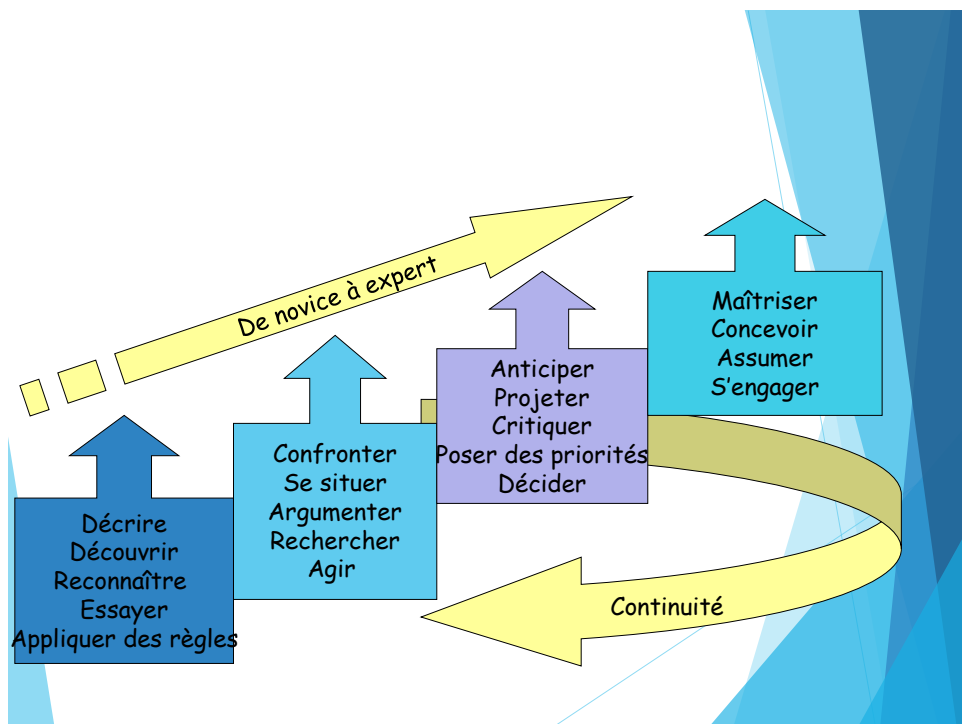 De novice à expert
Décrire
Découvrir
Reconnaître
Essayer
Appliquer des règles
Confronter
Se situer
Argumenter
Rechercher
Agir
Anticiper
Projeter
Critiquer
Poser des priorités
Décider
Maîtriser
Concevoir
Assumer
S'engager
Continuité